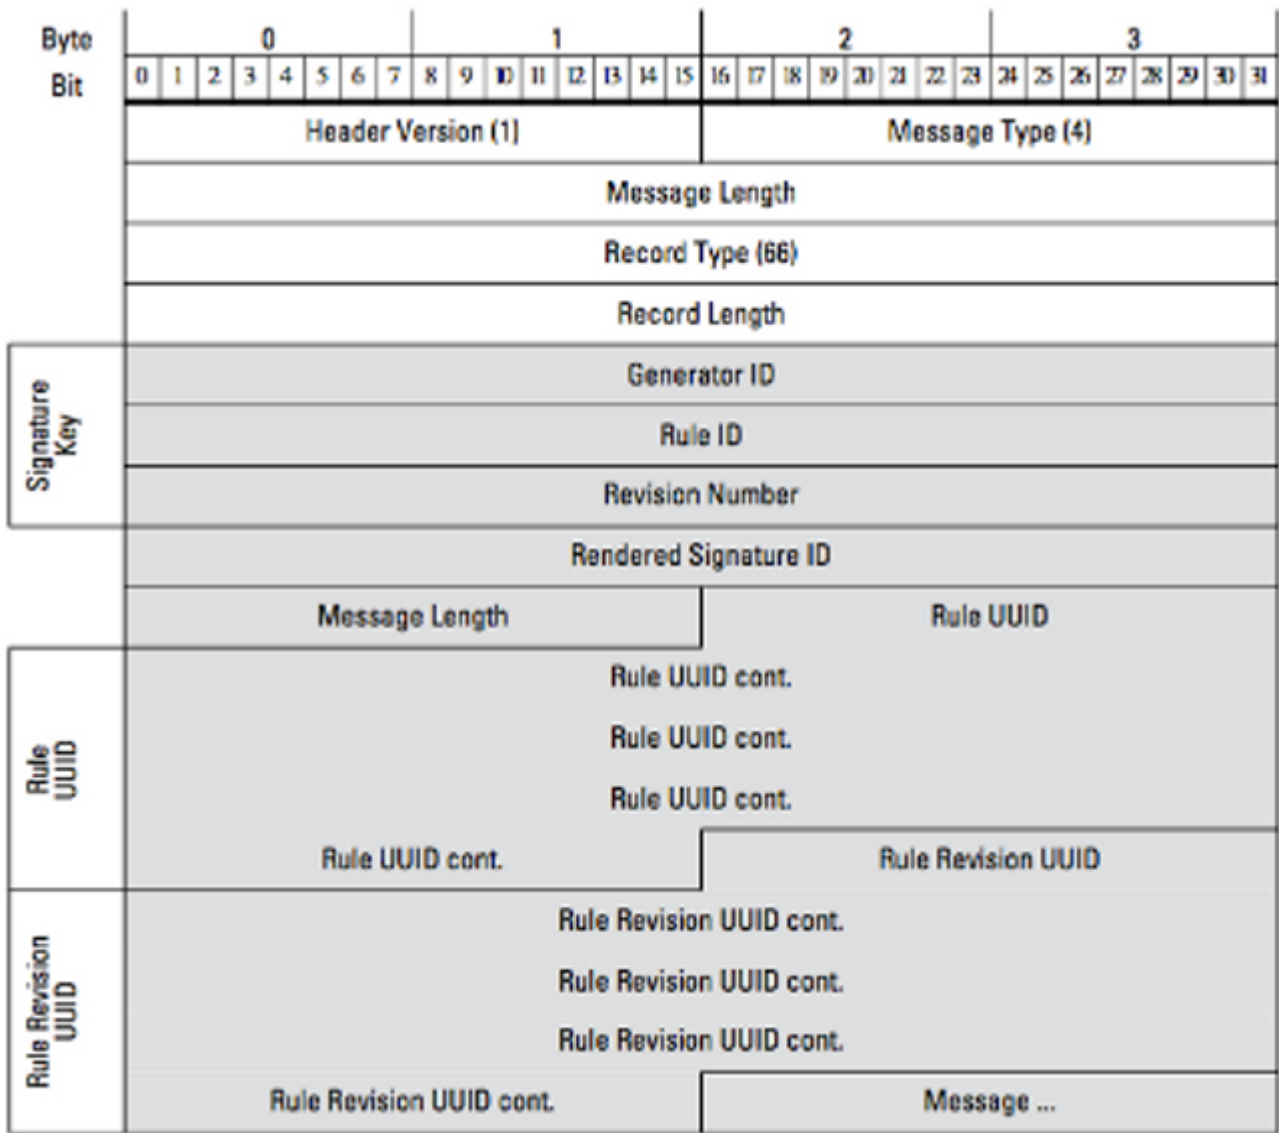 Byte 0 1 2 3
Bit 0 1 2 3 4 5 6 7 8 9 10 11 12 13 14 15 16 17 18 19 20 21 22 23 24 25 26 27 28 29 30 31
Header Version (1) Message Type (4)
Message Length
Record Type (66)
Record Length
Signature
Key
Generator ID
Rule ID
Revision Number
Rendered Signature ID
Message Length Rule UUID
Rule
UUID
Rule UUID cont.
Rule UUID cont.
Rule UUID cont.
Rule UUID cont. Rule Revision UUID
Rule Revision
UUID
Rule Revision UUID cont.
Rule Revision UUID cont.
Rule Revision UUID cont.
Rule Revision UUID cont. Message ...